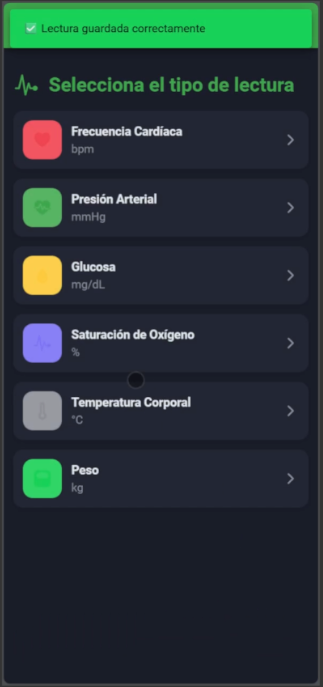 ✅ Lectura guardada correctamente
Selecciona el tipo de lectura
Frecuencia Cardíaca
bpm
Presión Arterial
mmHg
Glucosa
mg/dL
Saturación de Oxígeno
%
Temperatura Corporal
°C
Peso
kg